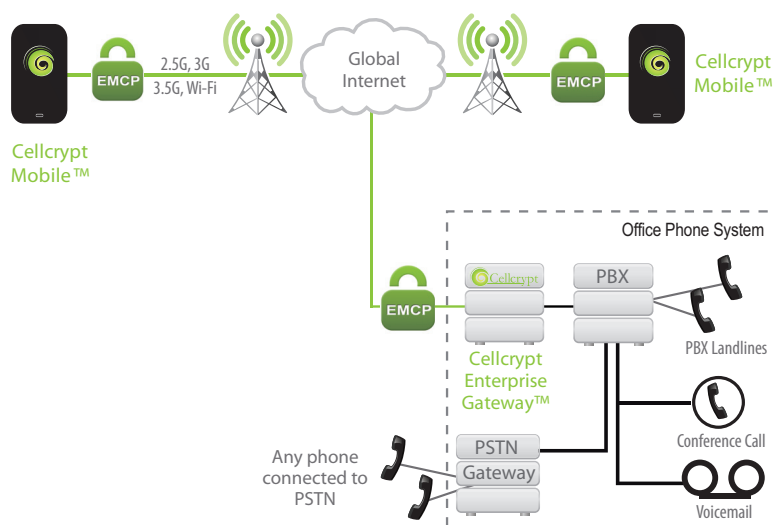 EMCP
2.5G, 3G
3.5G, Wi-Fi
Global
Internet
EMCP
Cellcrypt
Mobile™
Cellcrypt
Mobile™
Office Phone System
Cellcrypt
PBX
EMCP
PBX Landlines
Cellcrypt
Enterprise
Gateway™
Conference Call
PSTN
Gateway
Any phone
connected to
PSTN
Voicemail